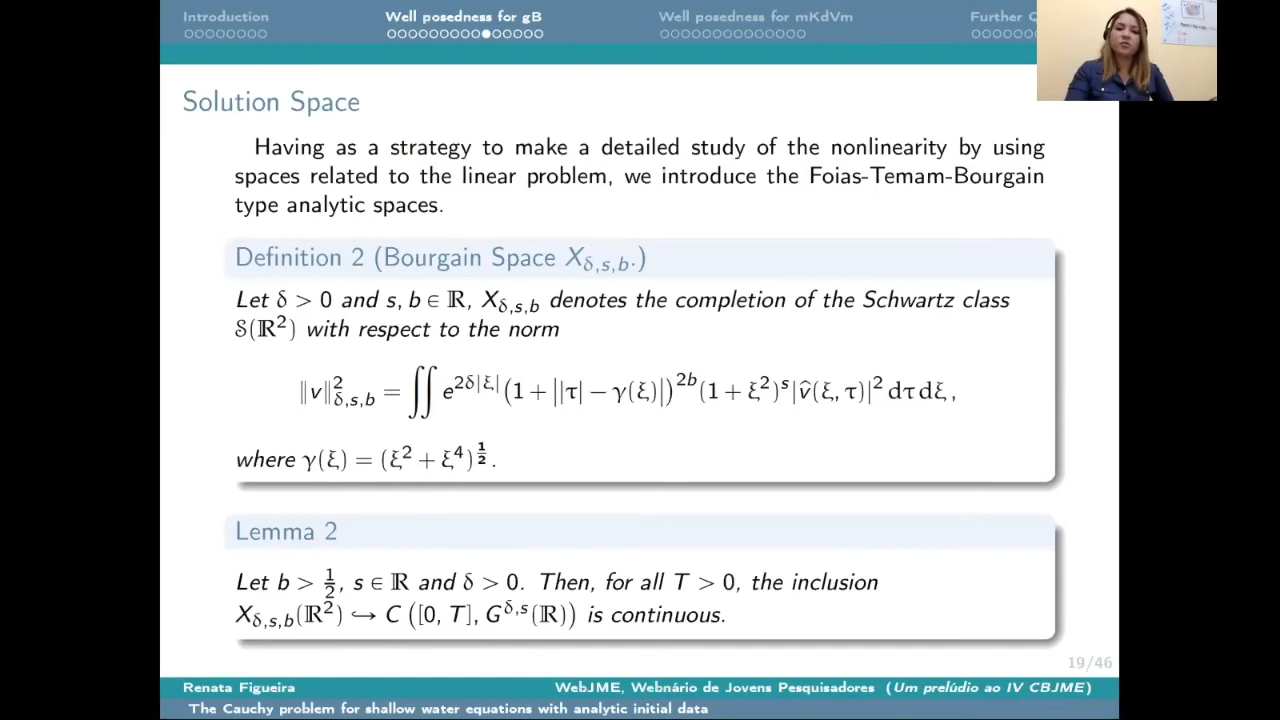 Introduction Well posedness for gB Well posedness for mKdVm Further
Solution Space
Having as a strategy to make a detailed study of the nonlinearity by using
spaces related to the linear problem, we introduce the Foias-Temam-Bourgain
type analytic spaces.
Definition 2 (Bourgain Space X_{δ,s,b}.)
Let δ > 0 and s, b ∈ ℝ, X_{δ,s,b} denotes the completion of the Schwartz class
𝒮(ℝ²) with respect to the norm
‖v‖²_{δ,s,b} = ∬ e^{2δ|ξ|} (1 + ||τ| − γ(ξ)|)^{2b} (1 + ξ²)^s |v̂(ξ, τ)|² dτ dξ ,
where γ(ξ) = (ξ² + ξ⁴)^{1/2} .
Lemma 2
Let b > 1/2, s ∈ ℝ and δ > 0. Then, for all T > 0, the inclusion
X_{δ,s,b}(ℝ²) ↪ C ([0, T], G^{δ,s}(ℝ)) is continuous.
19/46
Renata Figueira WebJME, Webnário de Jovens Pesquisadores (Um prelúdio ao IV CBJME)
The Cauchy problem for shallow water equations with analytic initial data